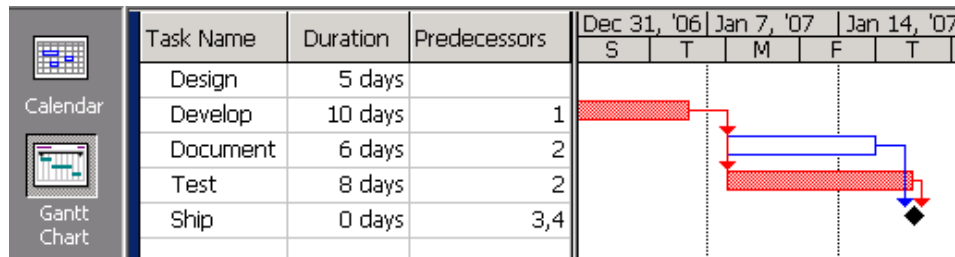 Task Name Duration Predecessors Dec 31, '06 Jan 7, '07 Jan 14, '07
S T M F T
Design 5 days
Calendar
Develop 10 days 1
Document 6 days 2
Test 8 days 2
Gantt
Chart
Ship 0 days 3,4